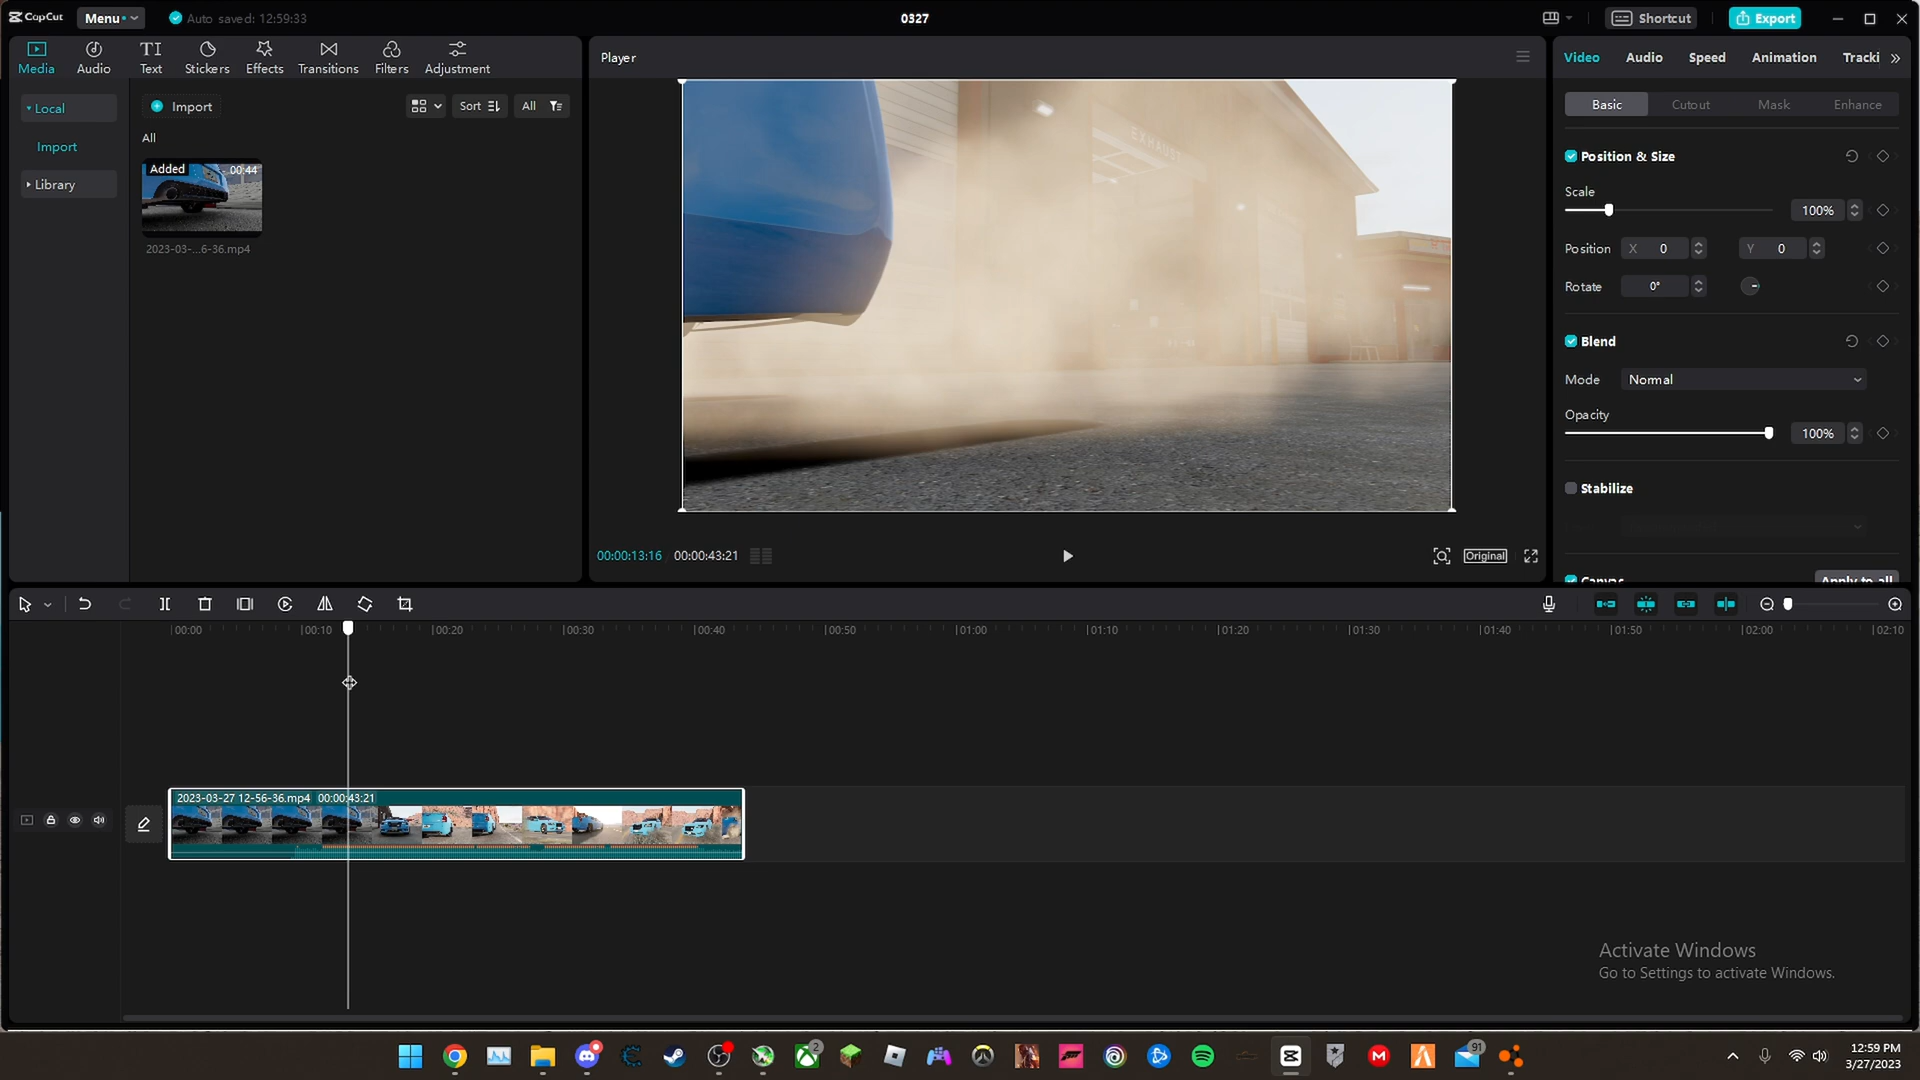 CapCut
Menu
Auto saved: 12:59:33
0327
Shortcut
Export
Media
Audio
Text
Stickers
Effects
Transitions
Filters
Adjustment
Local
Import
Library
Import
Sort
All
All
Added
00:44
2023-03-...6-36.mp4
Player
EXHAUST
00:00:13:16
00:00:43:21
Original
Video
Audio
Speed
Animation
Tracki
Basic
Cutout
Mask
Enhance
Position & Size
Scale
100%
Position
X 0
Y 0
Rotate
0°
Blend
Mode
Normal
Opacity
100%
Stabilize
Canvas
Apply to all
00:00
00:10
00:20
00:30
00:40
00:50
01:00
01:10
01:20
01:30
01:40
01:50
02:00
02:10
2023-03-27 12-56-36.mp4 00:00:43:21
Activate Windows
Go to Settings to activate Windows.
2
91
12:59 PM
3/27/2023